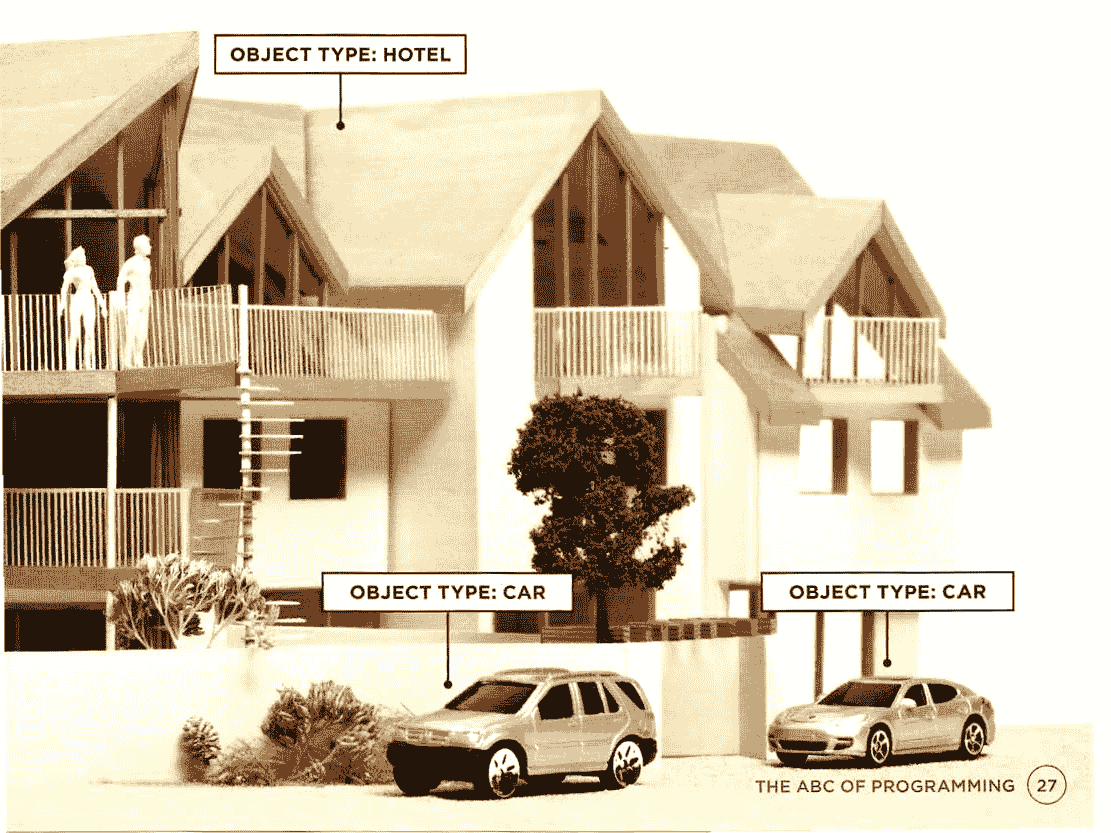 OBJECT TYPE: HOTEL
OBJECT TYPE: CAR
OBJECT TYPE: CAR
THE ABC OF PROGRAMMING 27